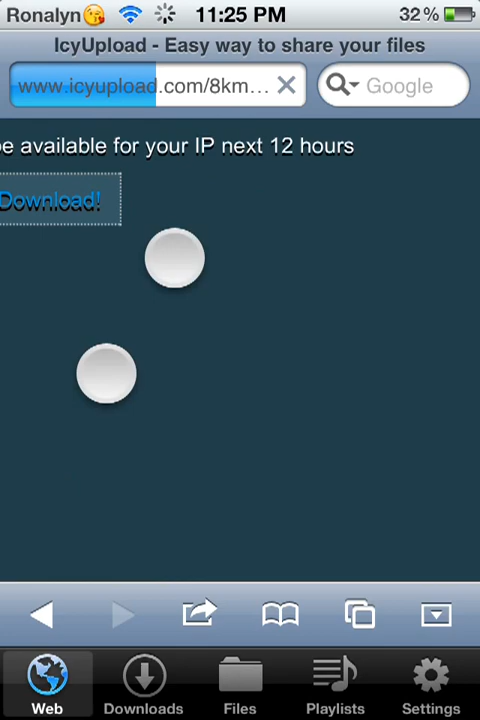 Ronalyn😘 11:25 PM 32%
IcyUpload - Easy way to share your files
www.icyupload.com/8km... Google
be available for your IP next 12 hours
Download!
Web Downloads Files Playlists Settings